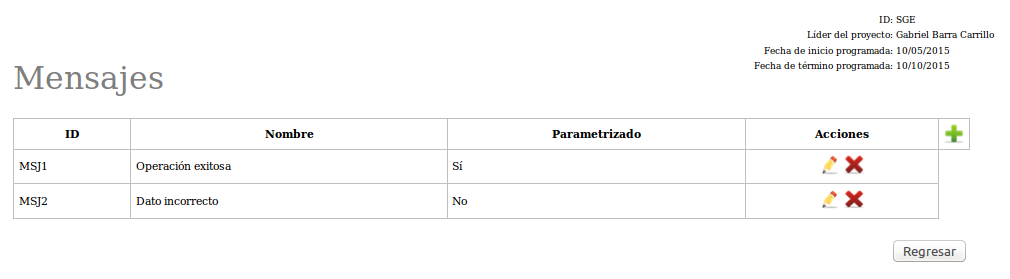 ID: SGE
Líder del proyecto: Gabriel Barra Carrillo
Fecha de inicio programada: 10/05/2015
Fecha de término programada: 10/10/2015
Mensajes
ID Nombre Parametrizado Acciones
MSJ1 Operación exitosa Sí
MSJ2 Dato incorrecto No
Regresar